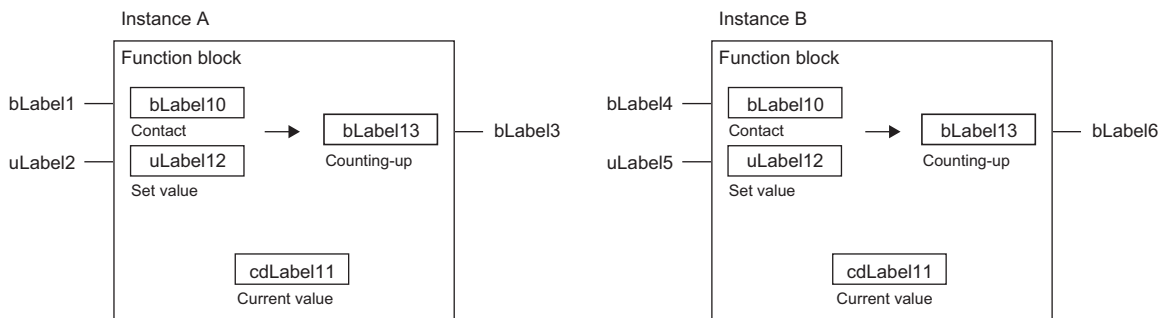 Instance A
Function block
bLabel1
bLabel10
Contact
bLabel13
bLabel3
Counting-up
uLabel2
uLabel12
Set value
cdLabel11
Current value
Instance B
Function block
bLabel4
bLabel10
Contact
bLabel13
bLabel6
Counting-up
uLabel5
uLabel12
Set value
cdLabel11
Current value